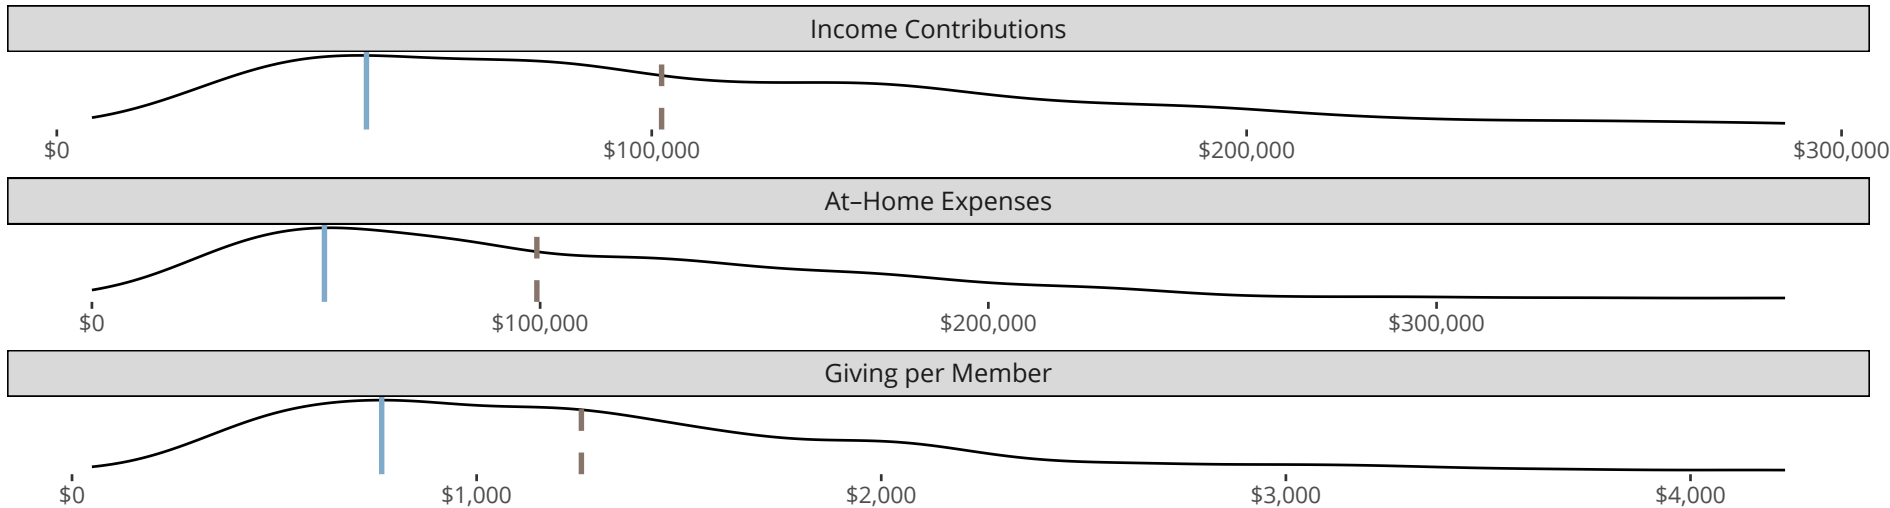 Income Contributions
$0 $100,000 $200,000 $300,000
At–Home Expenses
$0 $100,000 $200,000 $300,000
Giving per Member
$0 $1,000 $2,000 $3,000 $4,000